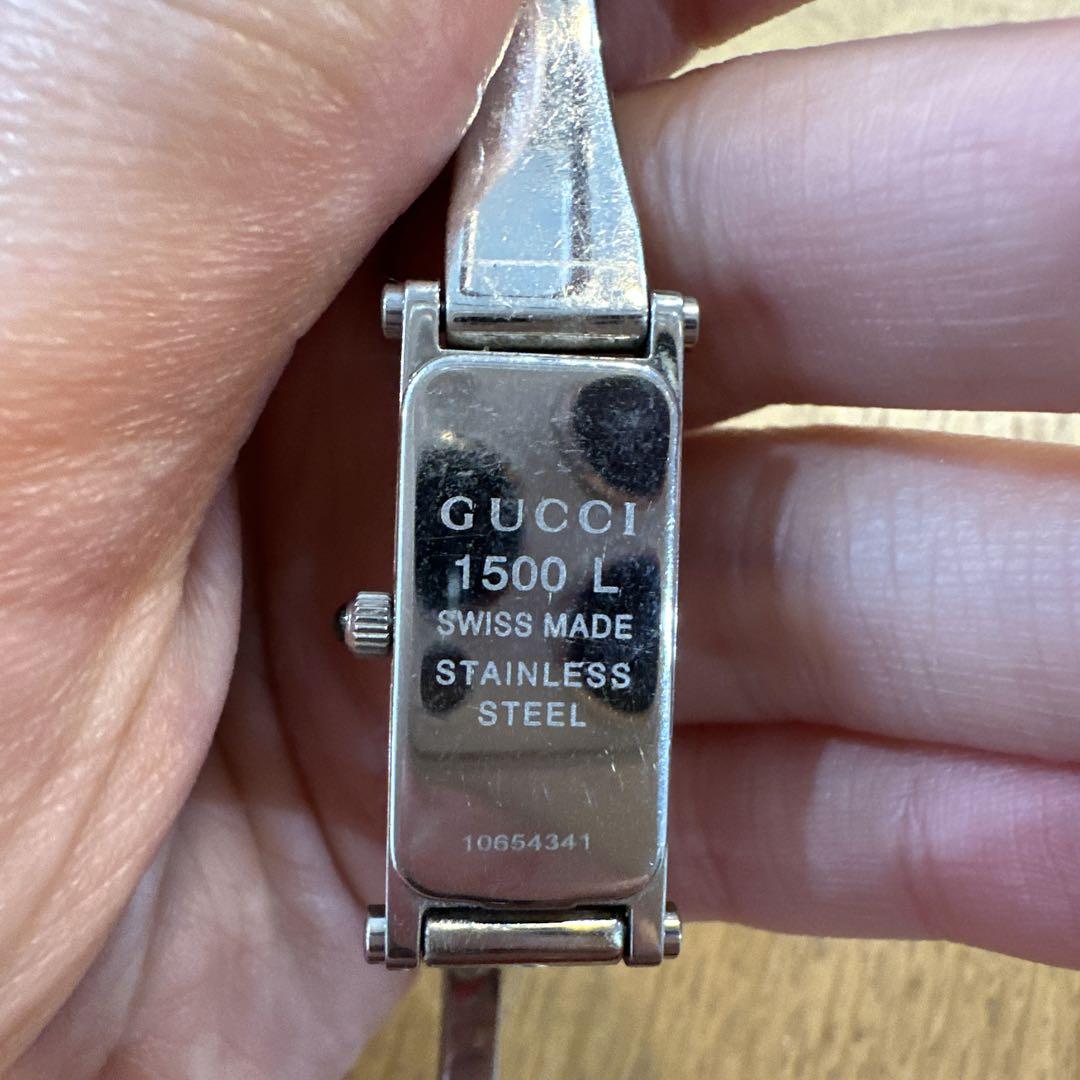 GUCCI
1500 L
SWISS MADE
STAINLESS
STEEL
10654341